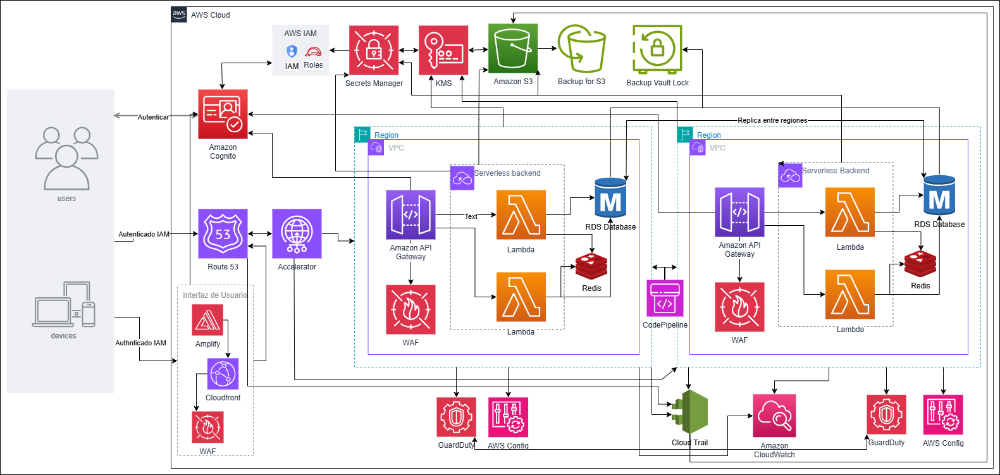 aws
AWS Cloud
AWS IAM
IAM
Roles
Secrets Manager
KMS
Amazon S3
Backup for S3
Backup Vault Lock
Autenticar
Amazon
Cognito
users
Replica entre regiones
Region
VPC
Serverless backend
Region
VPC
Serverless Backend
Autenticado IAM
53
Route 53
Accelerator
Amazon API
Gateway
Text
Lambda
M
RDS Database
Redis
WAF
Lambda
CodePipeline
Amazon API
Gateway
Lambda
M
RDS Database
Redis
WAF
Lambda
devices
Authnticado IAM
Interfaz de Usuario
Amplify
Cloudfront
WAF
GuardDuty
AWS Config
Cloud Trail
Amazon
CloudWatch
GuardDuty
AWS Config